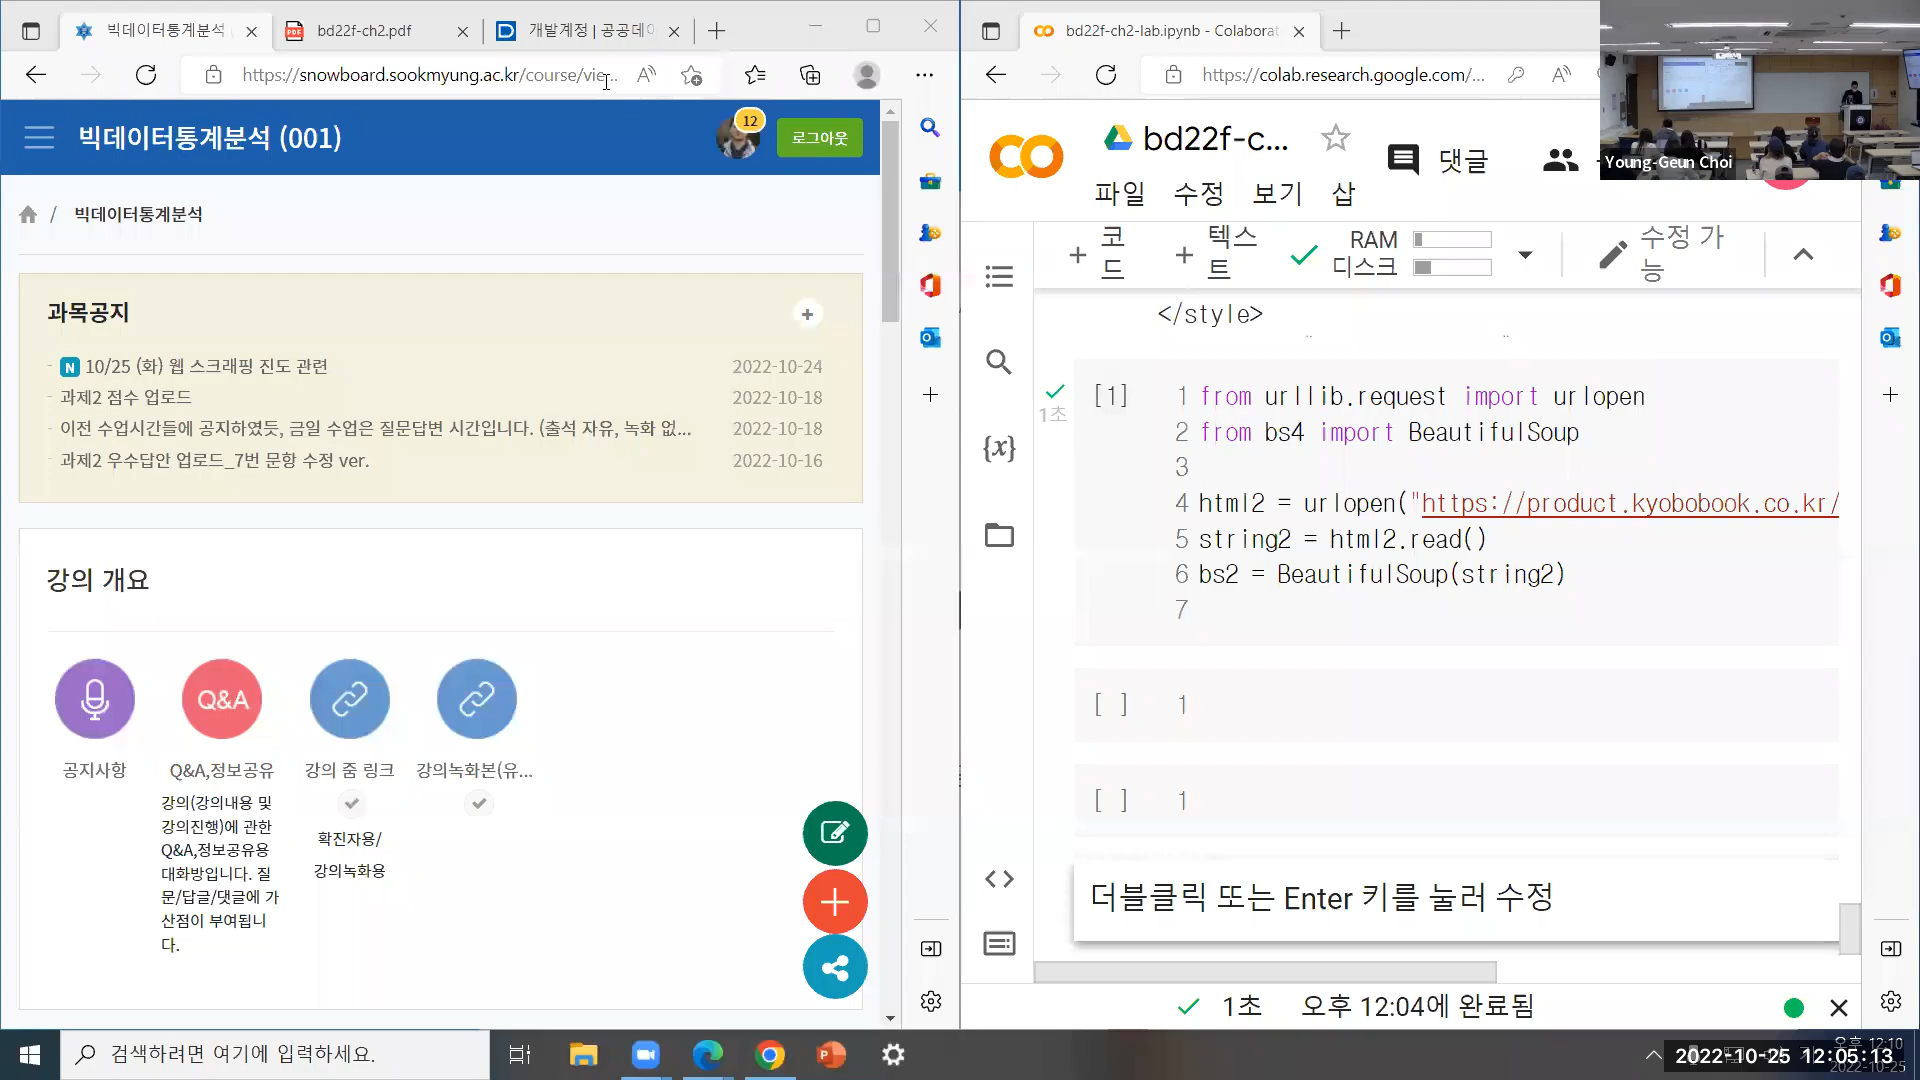 빅데이터통계분석
bd22f-ch2.pdf
개발계정 | 공공데이
https://snowboard.sookmyung.ac.kr/course/vie...
빅데이터통계분석 (001)
12
로그아웃
/ 빅데이터통계분석
과목공지
N 10/25 (화) 웹 스크래핑 진도 관련 2022-10-24
과제2 점수 업로드 2022-10-18
이전 수업시간들에 공지하였듯, 금일 수업은 질문답변 시간입니다. (출석 자유, 녹화 없... 2022-10-18
과제2 우수답안 업로드_7번 문항 수정 ver. 2022-10-16
강의 개요
Q&A
공지사항
Q&A,정보공유
강의(강의내용 및
강의진행)에 관한
Q&A,정보공유용
대화방입니다. 질
문/답글/댓글에 가
산점이 부여됩니
다.
강의 줌 링크
확진자용/
강의녹화용
강의녹화본(유...
bd22f-ch2-lab.ipynb - Colaborat
https://colab.research.google.com/...
Young-Geun Choi
bd22f-c...
댓글
파일 수정 보기 삽
+ 코드
+ 텍스트
RAM
디스크
수정 가능
</style>
[1]
1초
1 from urllib.request import urlopen
2 from bs4 import BeautifulSoup
3
4 html2 = urlopen("https://product.kyobobook.co.kr/
5 string2 = html2.read()
6 bs2 = BeautifulSoup(string2)
7
[ ] 1
[ ] 1
더블클릭 또는 Enter 키를 눌러 수정
1초 오후 12:04에 완료됨
검색하려면 여기에 입력하세요.
오후 12:10
2022-10-25 12:05:13
2022-10-25